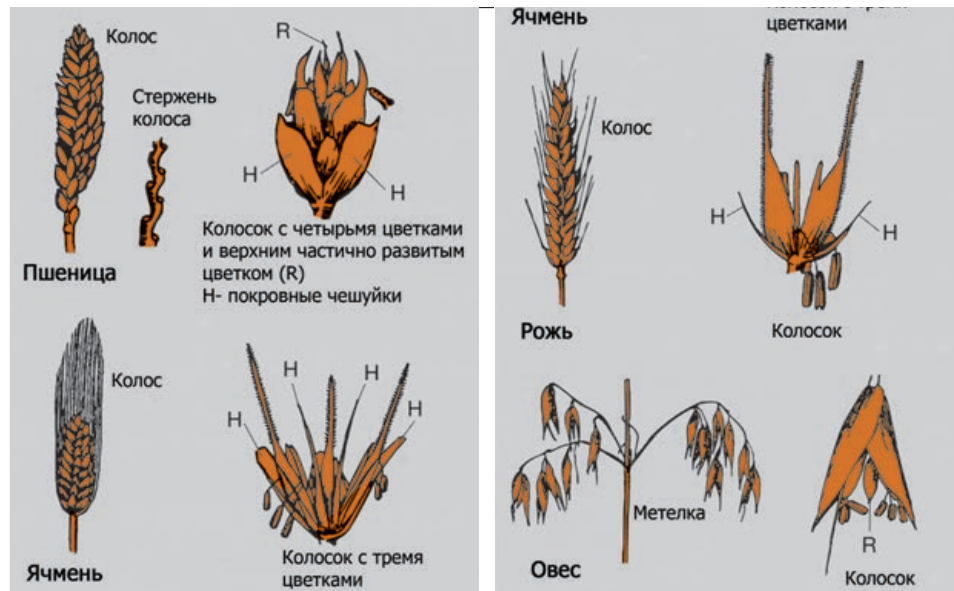 Колос
R
Стержень
колоса
H
H
Колосок с четырьмя цветками
и верхним частично развитым
цветком (R)
H- покровные чешуйки
Пшеница
Колос
H
H
H
H
Колосок с тремя
цветками
Ячмень
Ячмень
цветками
Колос
H
H
Рожь
Колосок
Метелка
R
Овес
Колосок